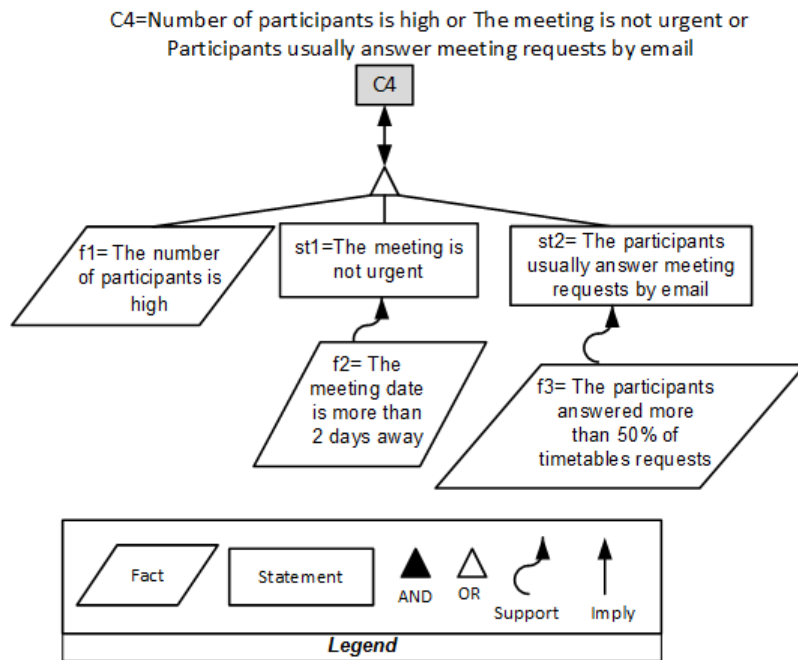 C4=Number of participants is high or The meeting is not urgent or
Participants usually answer meeting requests by email
C4
f1= The number
of participants is
high
st1=The meeting is
not urgent
st2= The participants
usually answer meeting
requests by email
f2= The
meeting date
is more than
2 days away
f3= The participants
answered more
than 50% of
timetables requests
Fact
Statement
AND
OR
Support
Imply
Legend